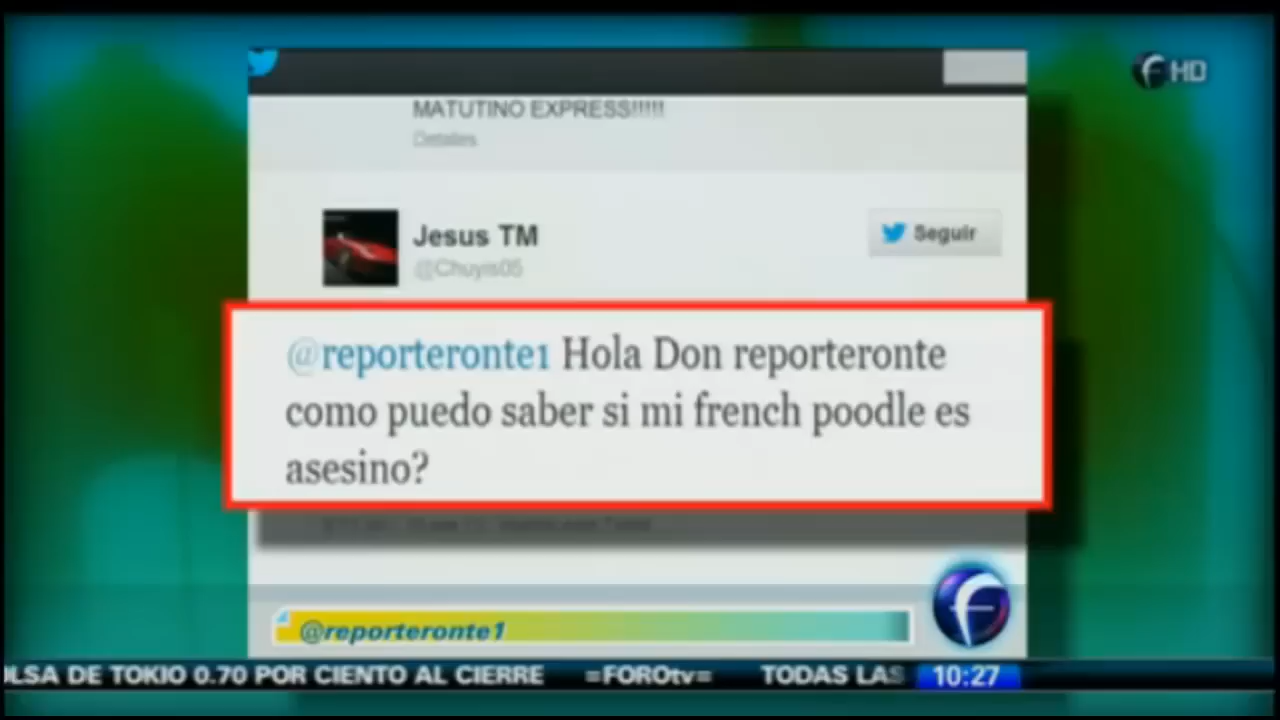 HD
MATUTINO EXPRESS!!!!!
Detalles
Jesus TM
Seguir
@Chuyis05
@reporteronte1 Hola Don reporteronte
como puedo saber si mi french poodle es
asesino?
@reporteronte1
OLSA DE TOKIO 0.70 POR CIENTO AL CIERRE =FOROtv= TODAS LAS 10:27